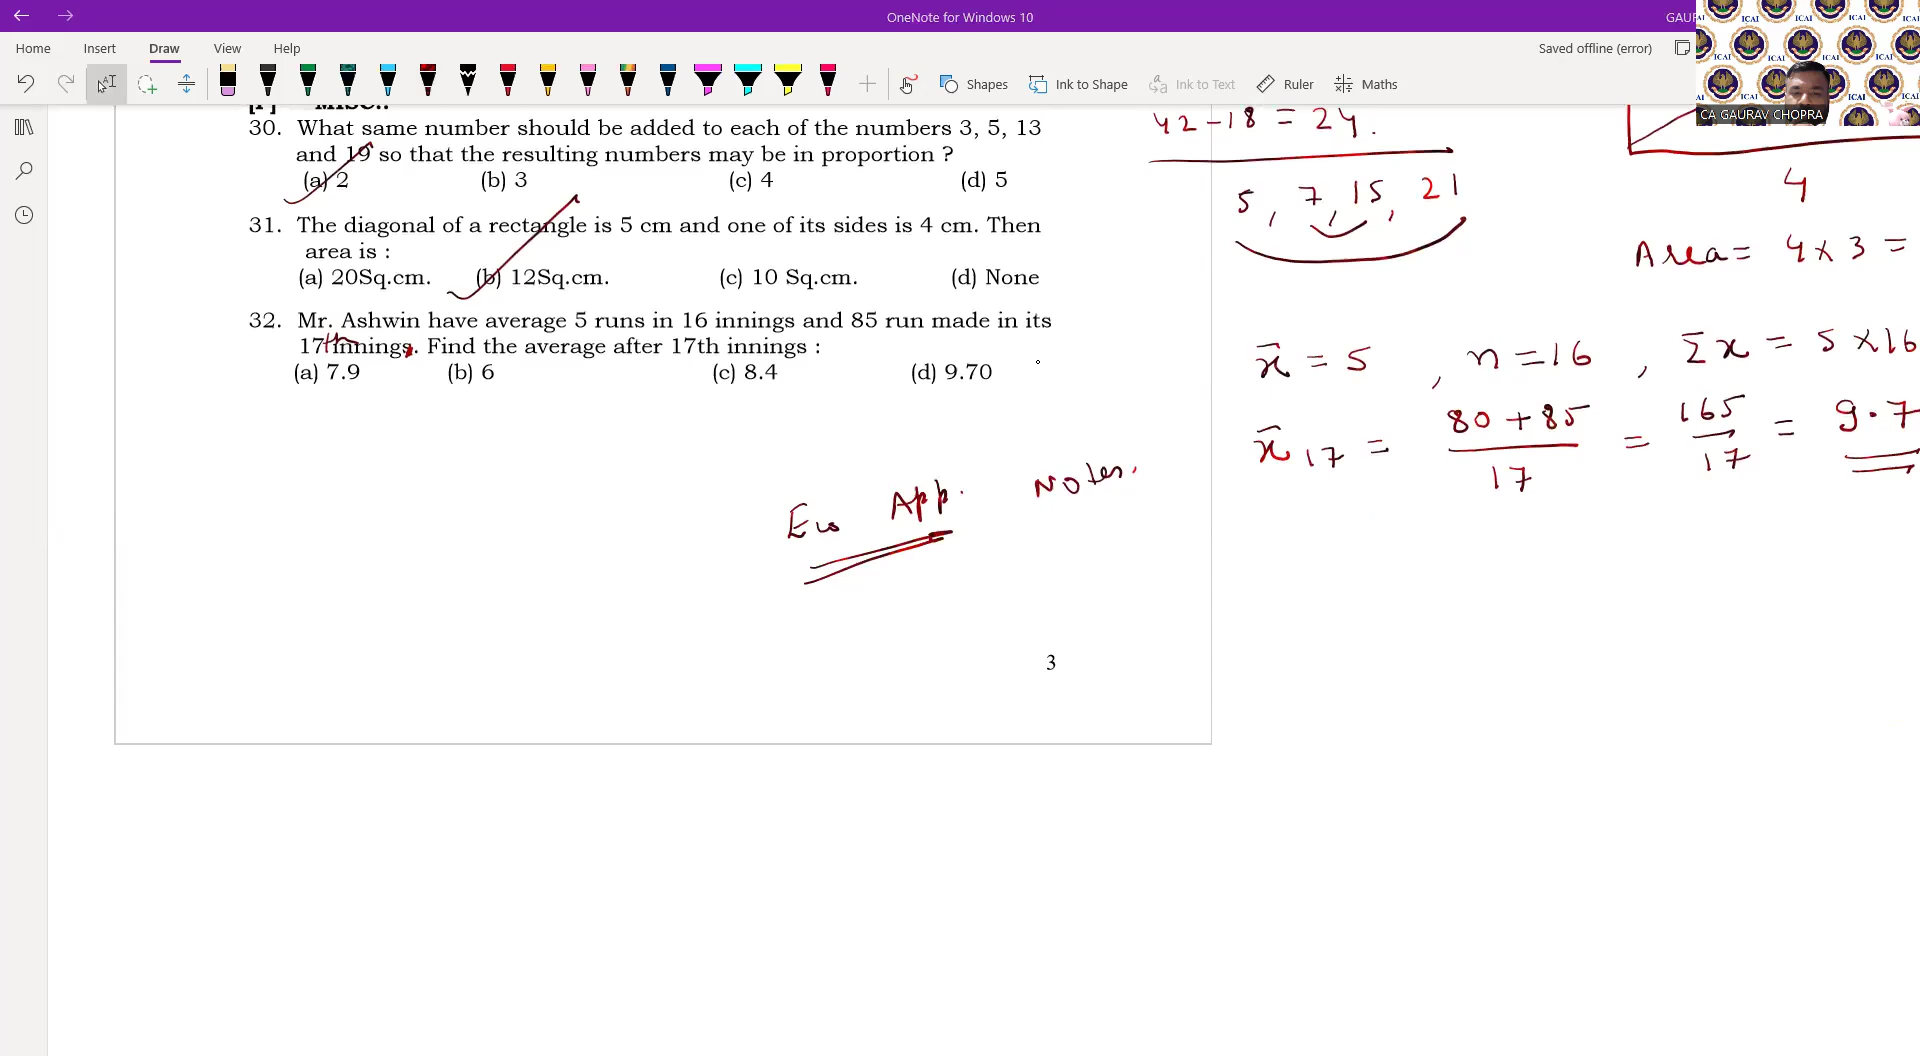 OneNote for Windows 10
GAUR
Home Insert Draw View Help
Saved offline (error)
Shapes Ink to Shape Ink to Text Ruler Maths
ICAI
CA GAURAV CHOPRA
30. What same number should be added to each of the numbers 3, 5, 13
and 19 so that the resulting numbers may be in proportion ?
(a) 2 (b) 3 (c) 4 (d) 5
31. The diagonal of a rectangle is 5 cm and one of its sides is 4 cm. Then
area is :
(a) 20Sq.cm. (b) 12Sq.cm. (c) 10 Sq.cm. (d) None
32. Mr. Ashwin have average 5 runs in 16 innings and 85 run made in its
17th innings. Find the average after 17th innings :
(a) 7.9 (b) 6 (c) 8.4 (d) 9.70
App. Notes.
3
42 - 18 = 24.
5, 7, 15, 21
4
Area = 4 x 3 =
x̄ = 5, n = 16, Σx = 5 x 16
x̄ 17 = 80 + 85 / 17 = 165 / 17 = 9.7